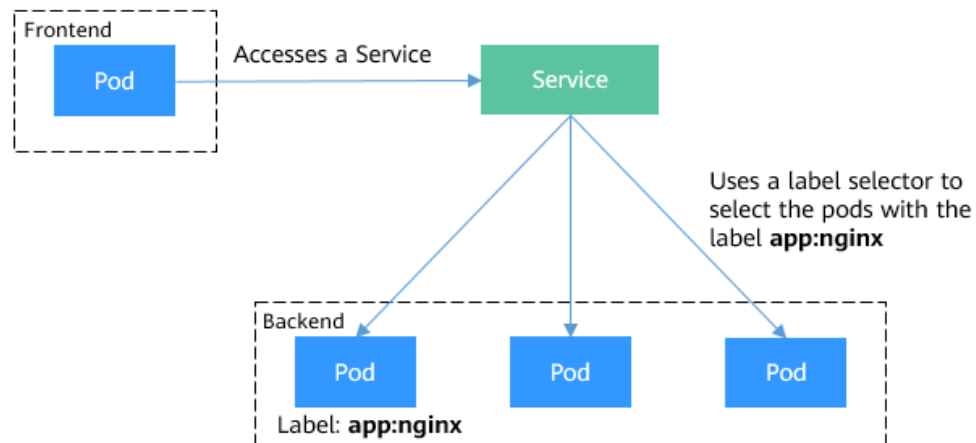 Frontend
Pod
Accesses a Service
Service
Uses a label selector to
select the pods with the
label app:nginx
Backend
Pod
Pod
Pod
Label: app:nginx